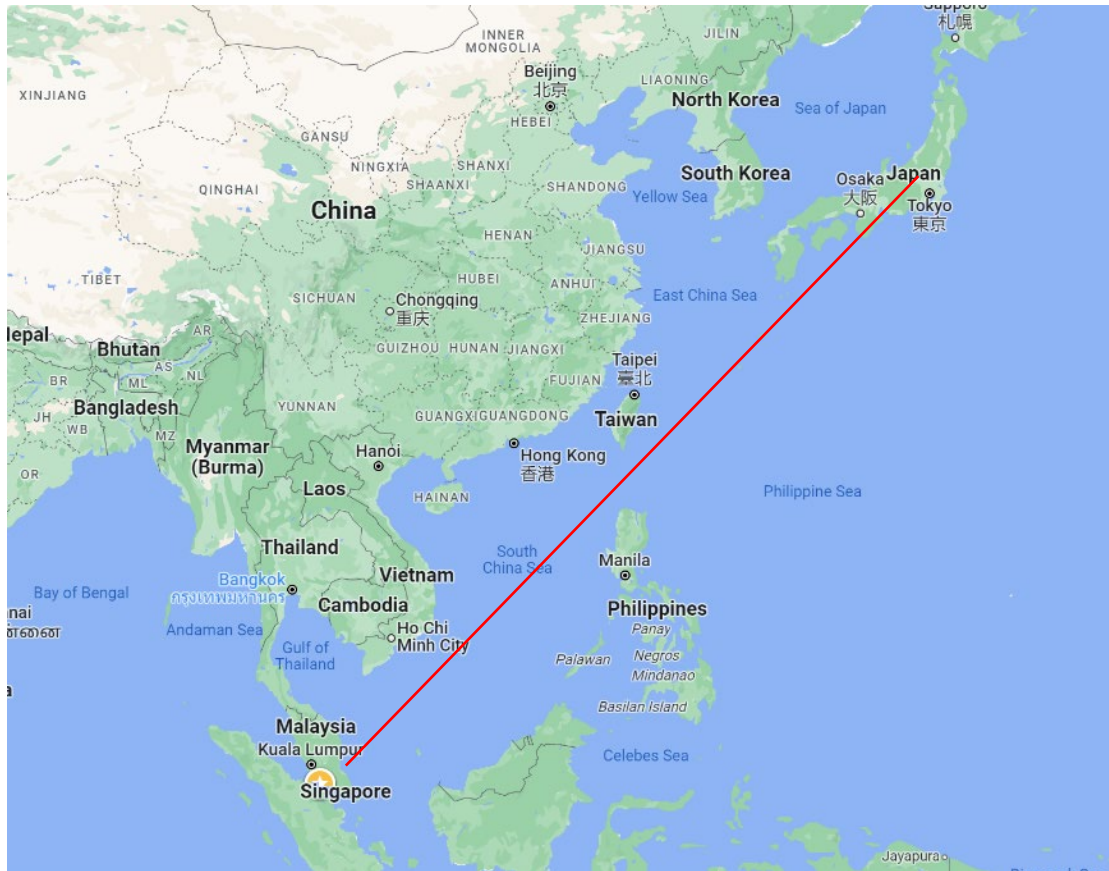 Sapporo
札幌
INNER
MONGOLIA
JILIN
Beijing
北京
LIAONING
XINJIANG
North Korea
Sea of Japan
HEBEI
GANSU
NINGXIA
SHANXI
SHAANXI
SHANDONG
South Korea
Osaka
大阪
Japan
QINGHAI
Yellow Sea
Tokyo
東京
China
HENAN
JIANGSU
TIBET
HUBEI
ANHUI
East China Sea
SICHUAN
Chongqing
重庆
ZHEJIANG
AR
Bhutan
GUIZHOU
HUNAN
JIANGXI
Taipei
臺北
AS
NL
BR
ML
FUJIAN
Bangladesh
YUNNAN
JH
WB
MZ
GUANGXI
GUANGDONG
Taiwan
Myanmar
(Burma)
Hanoi
Hong Kong
香港
OR
Laos
HAINAN
Philippine Sea
Thailand
South
China Sea
Manila
Bangkok
กรุงเทพมหานคร
Vietnam
Bay of Bengal
Cambodia
Philippines
Andaman Sea
Ho Chi
Minh City
Panay
Gulf of
Thailand
Palawan
Negros
Mindanao
Basilan Island
Malaysia
Kuala Lumpur
Celebes Sea
Singapore
Jayapura